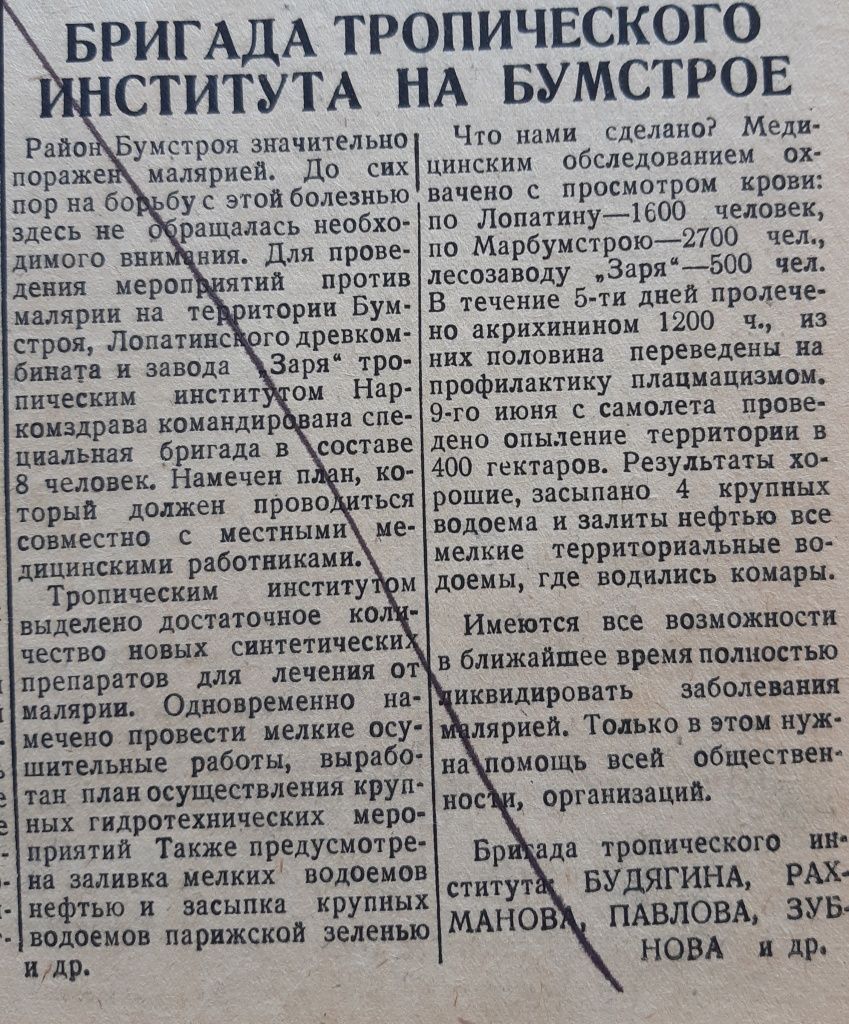 БРИГАДА ТРОПИЧЕСКОГО
ИНСТИТУТА НА БУМСТРОЕ
Район Бумстроя значительно
поражен малярией. До сих
пор на борьбу с этой болезнью
здесь не обращалась необхо-
димого внимания. Для прове-
дения мероприятий против
малярии на территории Бум-
строя, Лопатинского древком-
бината и завода „Заря“ тро-
пическим институтом Нар-
комздрава командирована спе-
циальная бригада в составе
8 человек. Намечен план, ко-
торый должен проводиться
совместно с местными ме-
дицинскими работниками.
Тропическим институтом
выделено достаточное коли-
чество новых синтетических
препаратов для лечения от
малярии. Одновременно на-
мечено провести мелкие осу-
шительные работы, вырабо-
тан план осуществления круп-
ных гидротехнических меро-
приятий Также предусмотре-
на заливка мелких водоемов
нефтью и засыпка крупных
водоемов парижской зеленью
и др.
Что нами сделано? Меди-
цинским обследованием ох-
вачено с просмотром крови:
по Лопатину—1600 человек,
по Марбумстрою—2700 чел.,
лесозаводу „Заря“—500 чел.
В течение 5-ти дней пролече-
но акрихинином 1200 ч., из
них половина переведены на
профилактику плацмацизмом.
9-го июня с самолета прове-
дено опыление территории в
400 гектаров. Результаты хо-
рошие, засыпано 4 крупных
водоема и залиты нефтью все
мелкие территориальные во-
доемы, где водились комары.
Имеются все возможности
в ближайшее время полностью
ликвидировать заболевания
малярией. Только в этом нуж-
на помощь всей обществен-
ности, организаций.
Бригада тропического ин-
ститута: БУДЯГИНА, РАХ-
МАНОВА, ПАВЛОВА, ЗУБ-
НОВА и др.